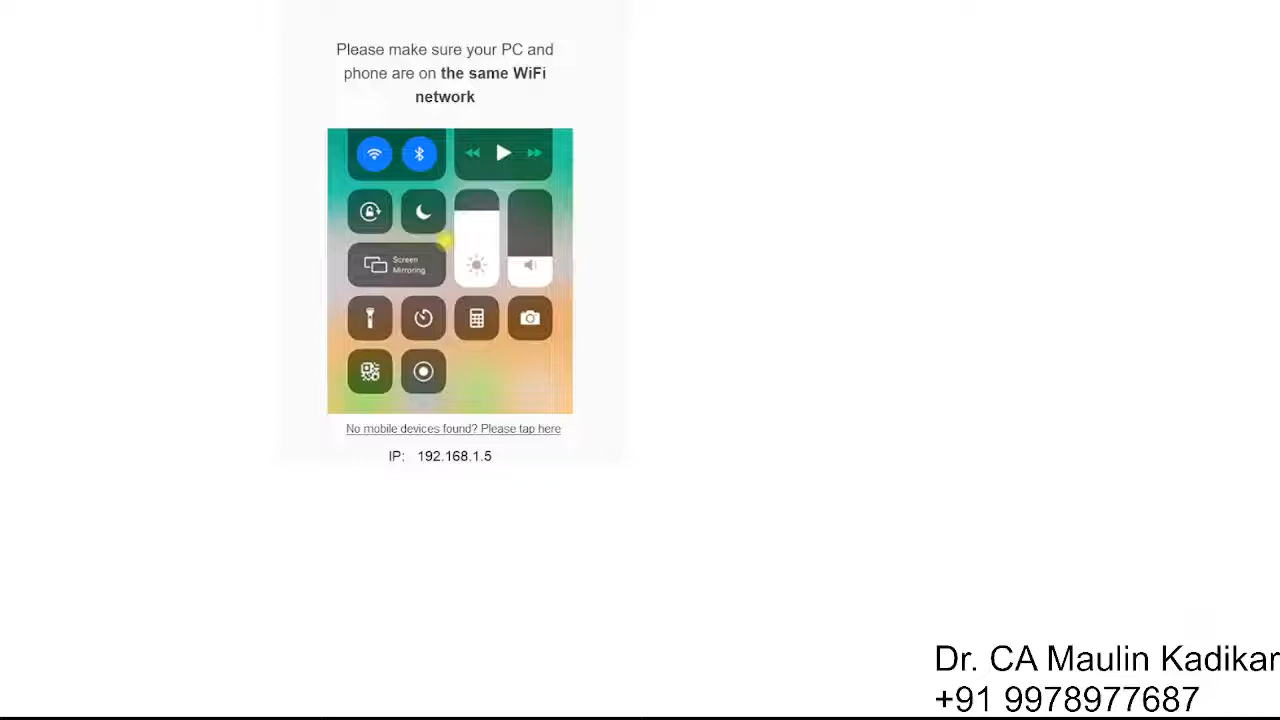 Please make sure your PC and
phone are on the same WiFi
network
Screen
Mirroring
No mobile devices found? Please tap here
IP: 192.168.1.5
Dr. CA Maulin Kadikar
+91 9978977687